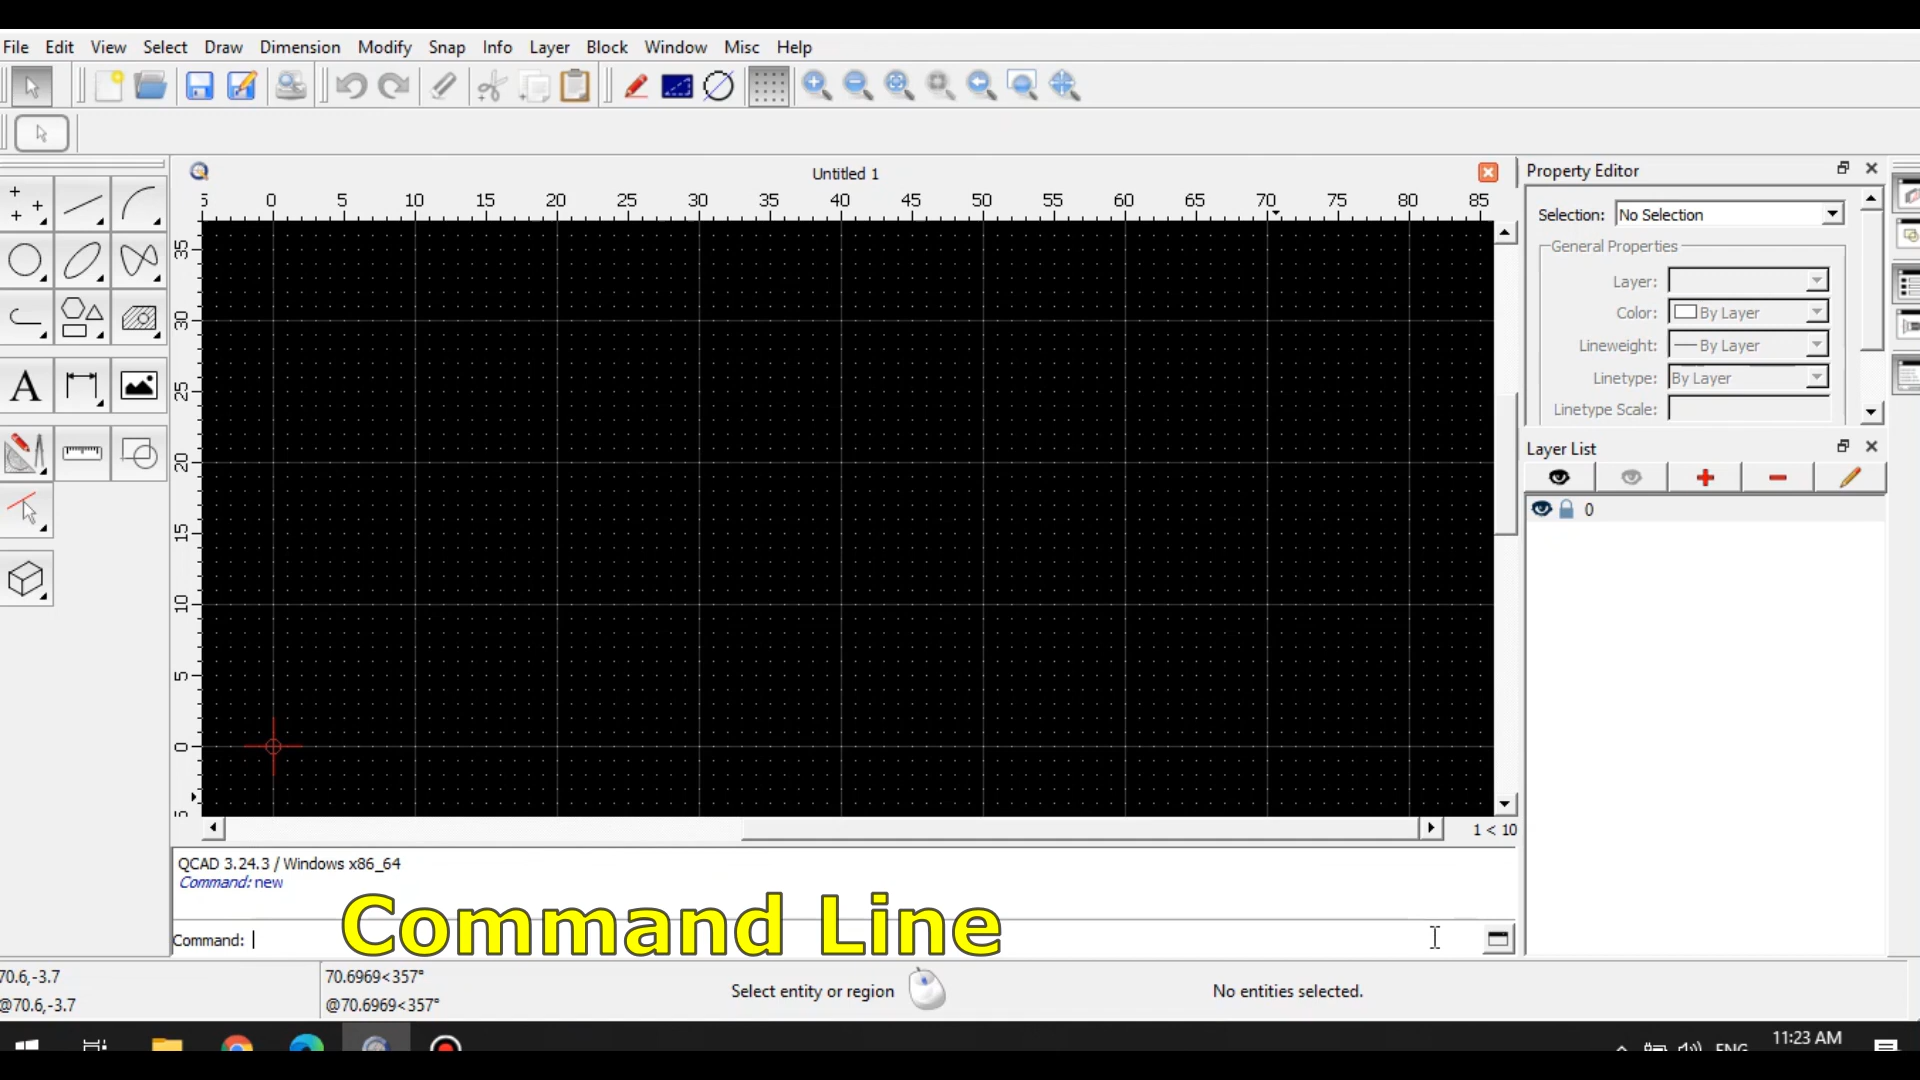 File Edit View Select Draw Dimension Modify Snap Info Layer Block Window Misc Help
Untitled 1
5 0 5 10 15 20 25 30 35 40 45 50 55 60 65 70 75 80 85
35
30
25
20
15
10
5
0
5
1 < 10
Property Editor
Selection: No Selection
General Properties
Layer:
Color: By Layer
Lineweight: By Layer
Linetype: By Layer
Linetype Scale:
Layer List
0
A
QCAD 3.24.3 / Windows x86_64
Command: new
Command Line
Command:
70.6,-3.7
@70.6,-3.7
70.6969<357°
@70.6969<357°
Select entity or region
No entities selected.
ENG
11:23 AM